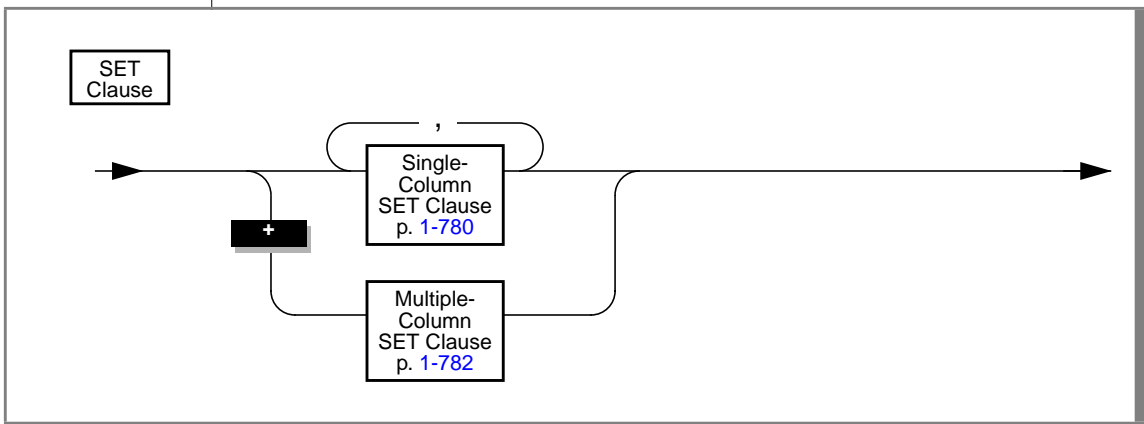 SET
Clause
,
Single-
Column
SET Clause
p. 1-780
+
Multiple-
Column
SET Clause
p. 1-782